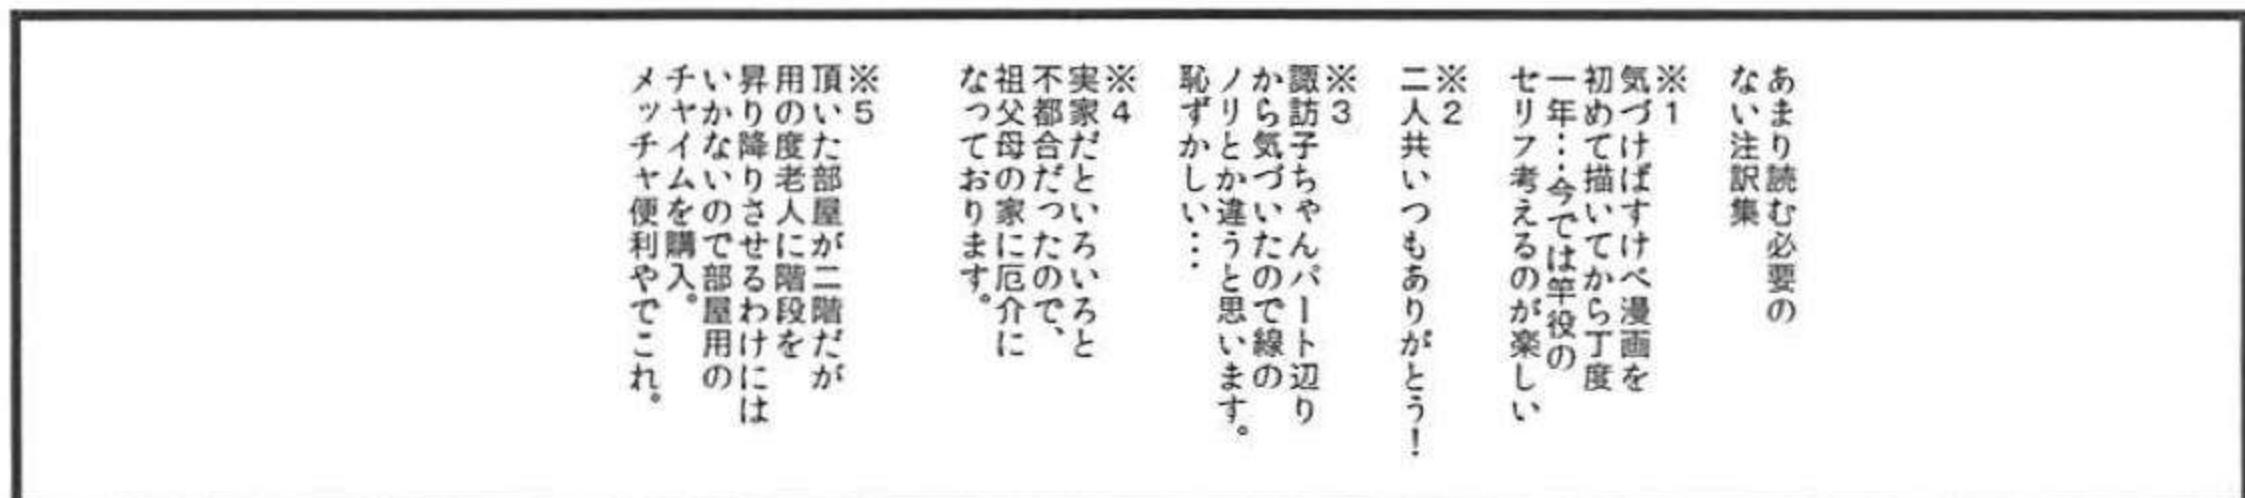 あまり読む必要の
ない注訳集
※1
気づけばすけべ漫画を
初めて描いてから丁度
一年…今では竿役の
セリフ考えるのが楽しい
※2
二人共いつもありがとう！
※3
諏訪子ちゃんパート辺り
から気づいたので線の
ノリとか違うと思います。
恥ずかしい…
※4
実家だといろいろと
不都合だったので、
祖父母の家に厄介に
なっております。
※5
頂いた部屋が二階だが
用の度老人に階段を
昇り降りさせるわけには
いかないので部屋用の
チャイムを購入。
メッチャ便利やでこれ。